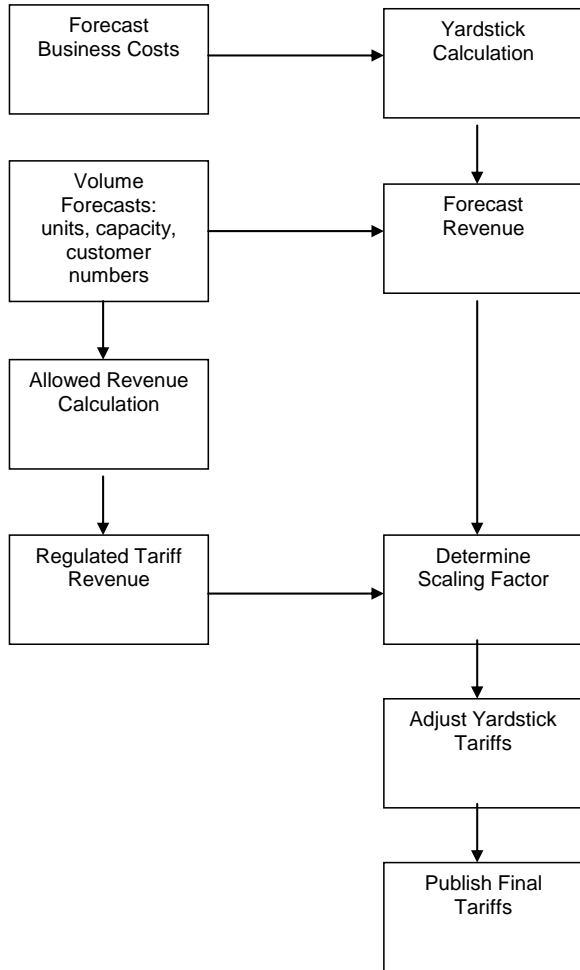 Forecast
Business Costs
Yardstick
Calculation
Volume
Forecasts:
units, capacity,
customer
numbers
Forecast
Revenue
Allowed Revenue
Calculation
Regulated Tariff
Revenue
Determine
Scaling Factor
Adjust Yardstick
Tariffs
Publish Final
Tariffs